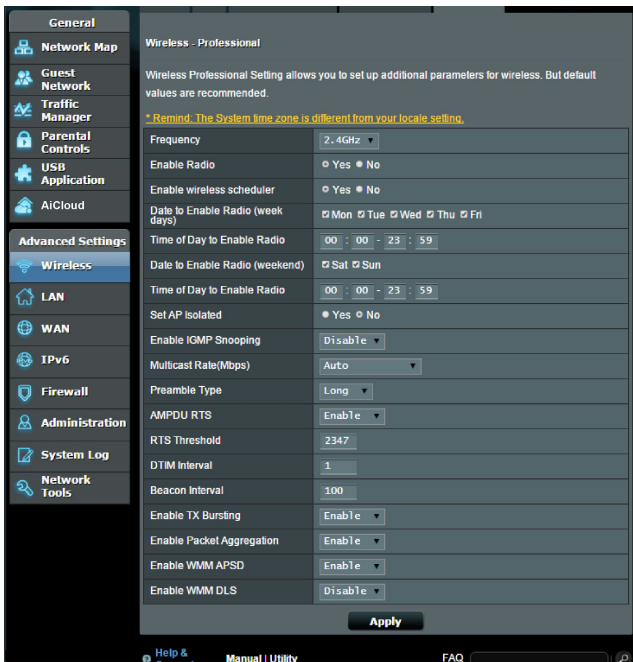 General
Network Map
Guest
Network
Traffic
Manager
Parental
Controls
USB
Application
AiCloud
Advanced Settings
Wireless
LAN
WAN
IPv6
Firewall
Administration
System Log
Network
Tools
Wireless - Professional
Wireless Professional Setting allows you to set up additional parameters for wireless. But default
values are recommended.
* Remind: The System time zone is different from your locale setting.
Frequency 2.4GHz
Enable Radio Yes No
Enable wireless scheduler Yes No
Date to Enable Radio (week
days) Mon Tue Wed Thu Fri
Time of Day to Enable Radio 00 : 00 - 23 : 59
Date to Enable Radio (weekend) Sat Sun
Time of Day to Enable Radio 00 : 00 - 23 : 59
Set AP Isolated Yes No
Enable IGMP Snooping Disable
Multicast Rate(Mbps) Auto
Preamble Type Long
AMPDU RTS Enable
RTS Threshold 2347
DTIM Interval 1
Beacon Interval 100
Enable TX Bursting Enable
Enable Packet Aggregation Enable
Enable WMM APSD Enable
Enable WMM DLS Disable
Apply
Help &
Manual | Utility FAQ